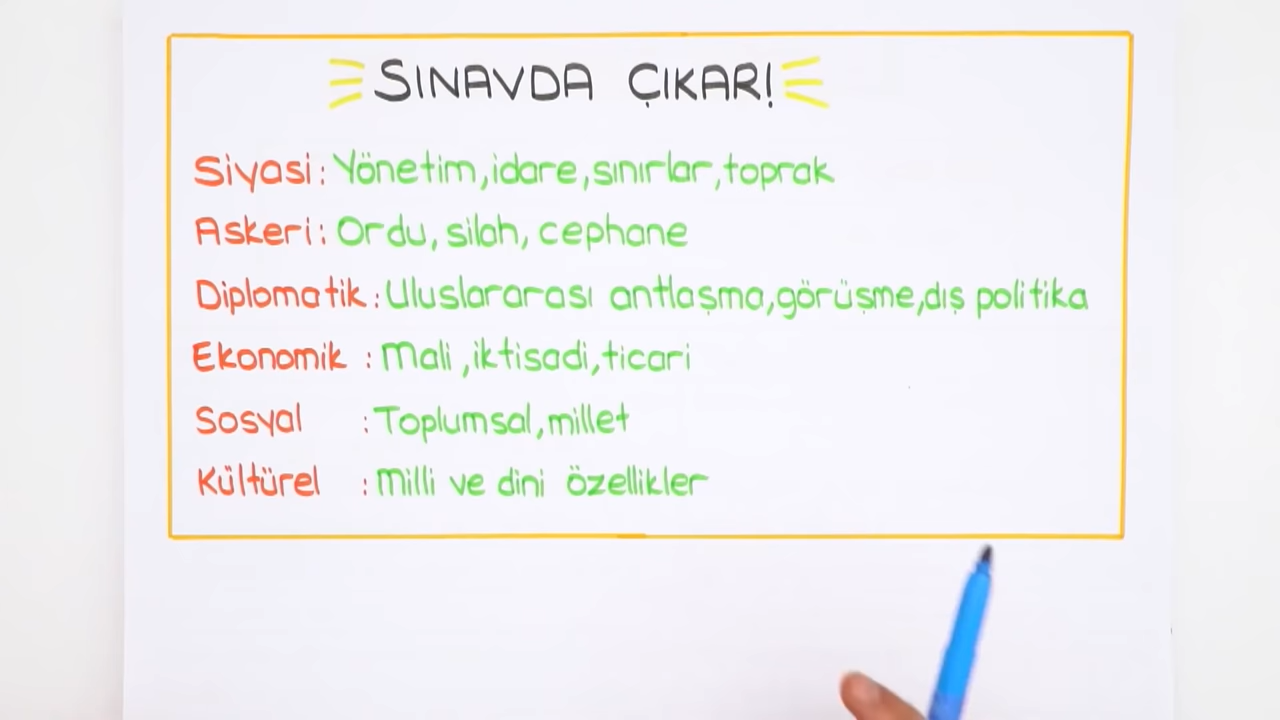 SINAVDA ÇIKAR!
Siyasi: Yönetim, idare, sınırlar, toprak
Askeri: Ordu, silah, cephane
Diplomatik: Uluslararası antlaşma, görüşme, dış politika
Ekonomik : Mali, iktisadi, ticari
Sosyal : Toplumsal, millet
Kültürel : Milli ve dini özellikler